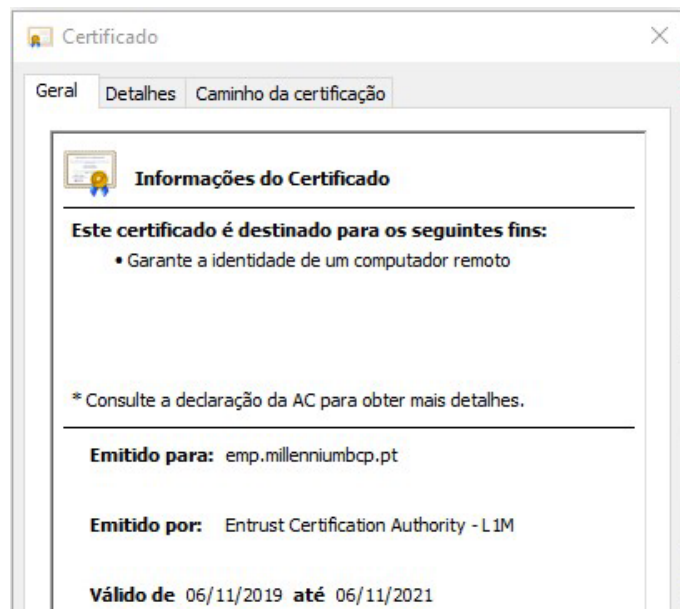 Certificado
Geral Detalhes Caminho da certificação
Informações do Certificado
Este certificado é destinado para os seguintes fins:
• Garante a identidade de um computador remoto
* Consulte a declaração da AC para obter mais detalhes.
Emitido para: emp.millenniumbcp.pt
Emitido por: Entrust Certification Authority - L1M
Válido de 06/11/2019 até 06/11/2021